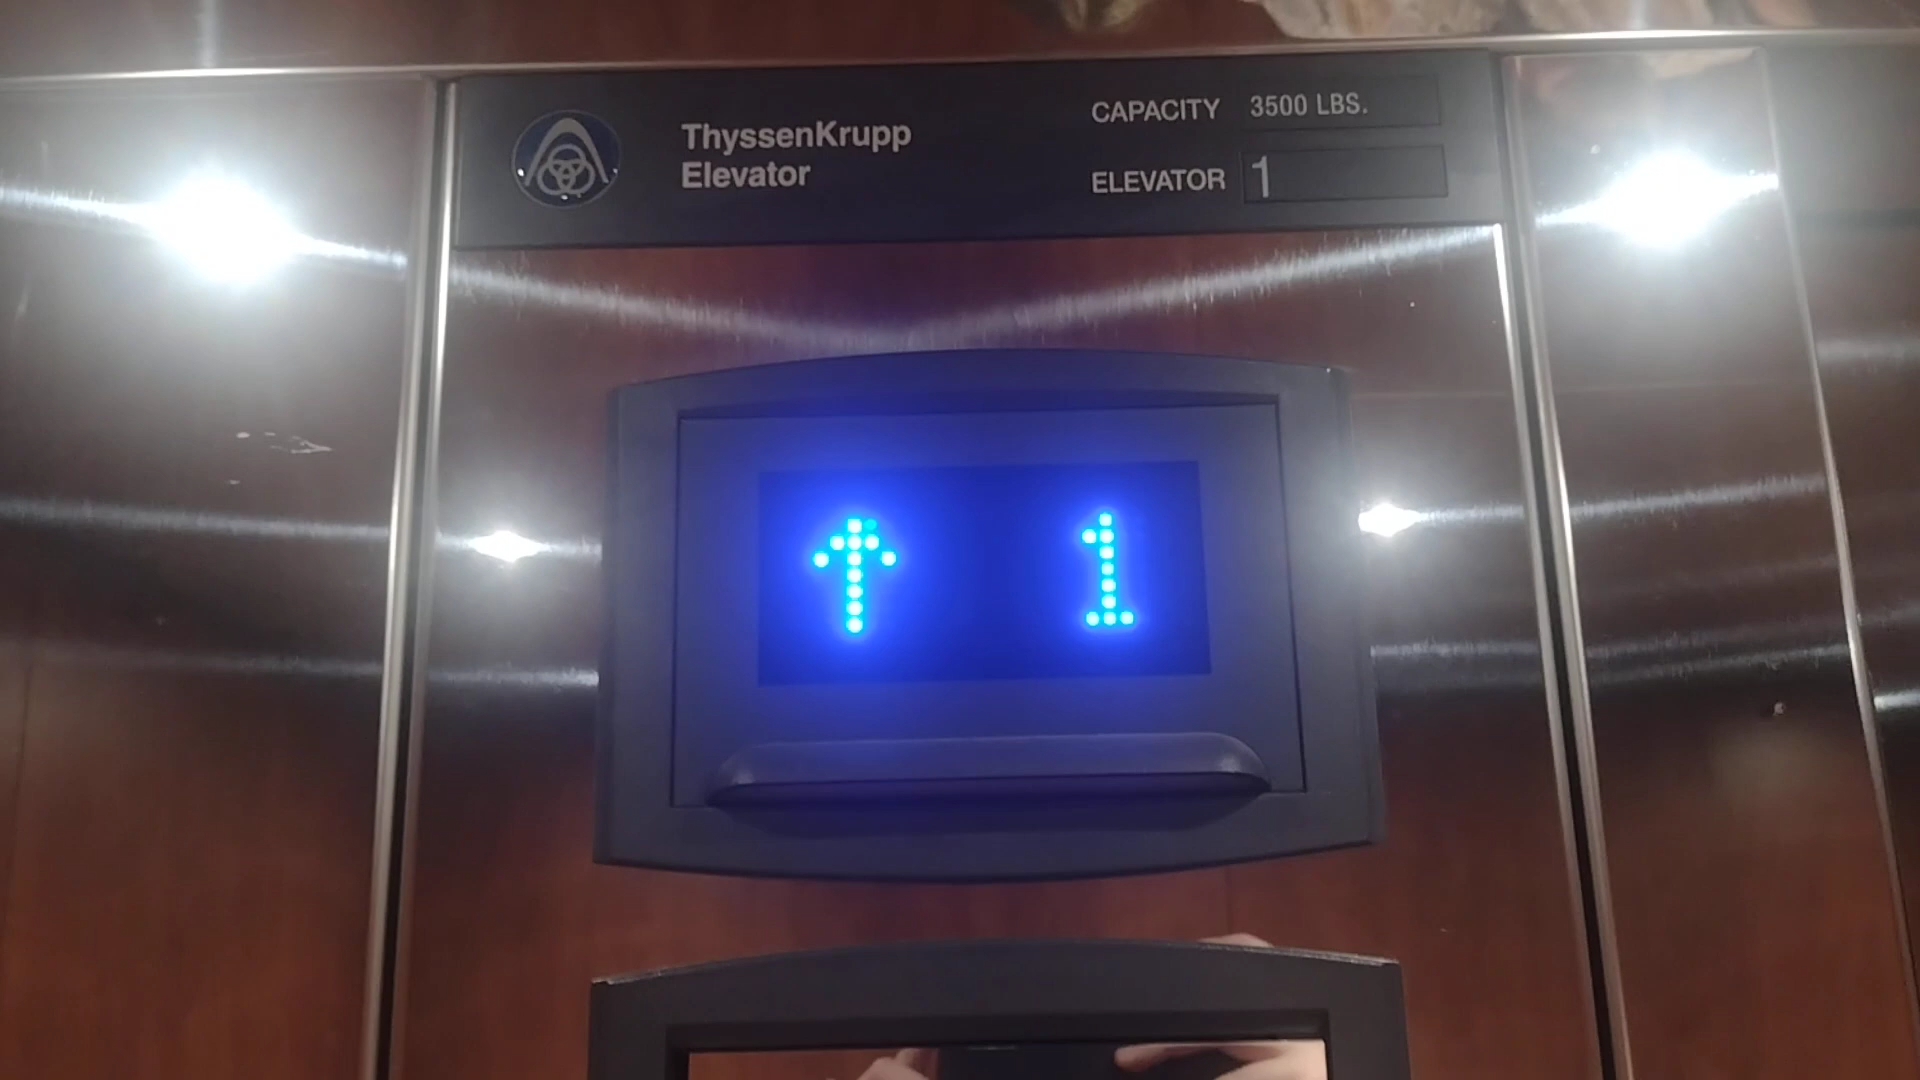 ThyssenKrupp
Elevator
CAPACITY 3500 LBS.
ELEVATOR 1
↑ 1